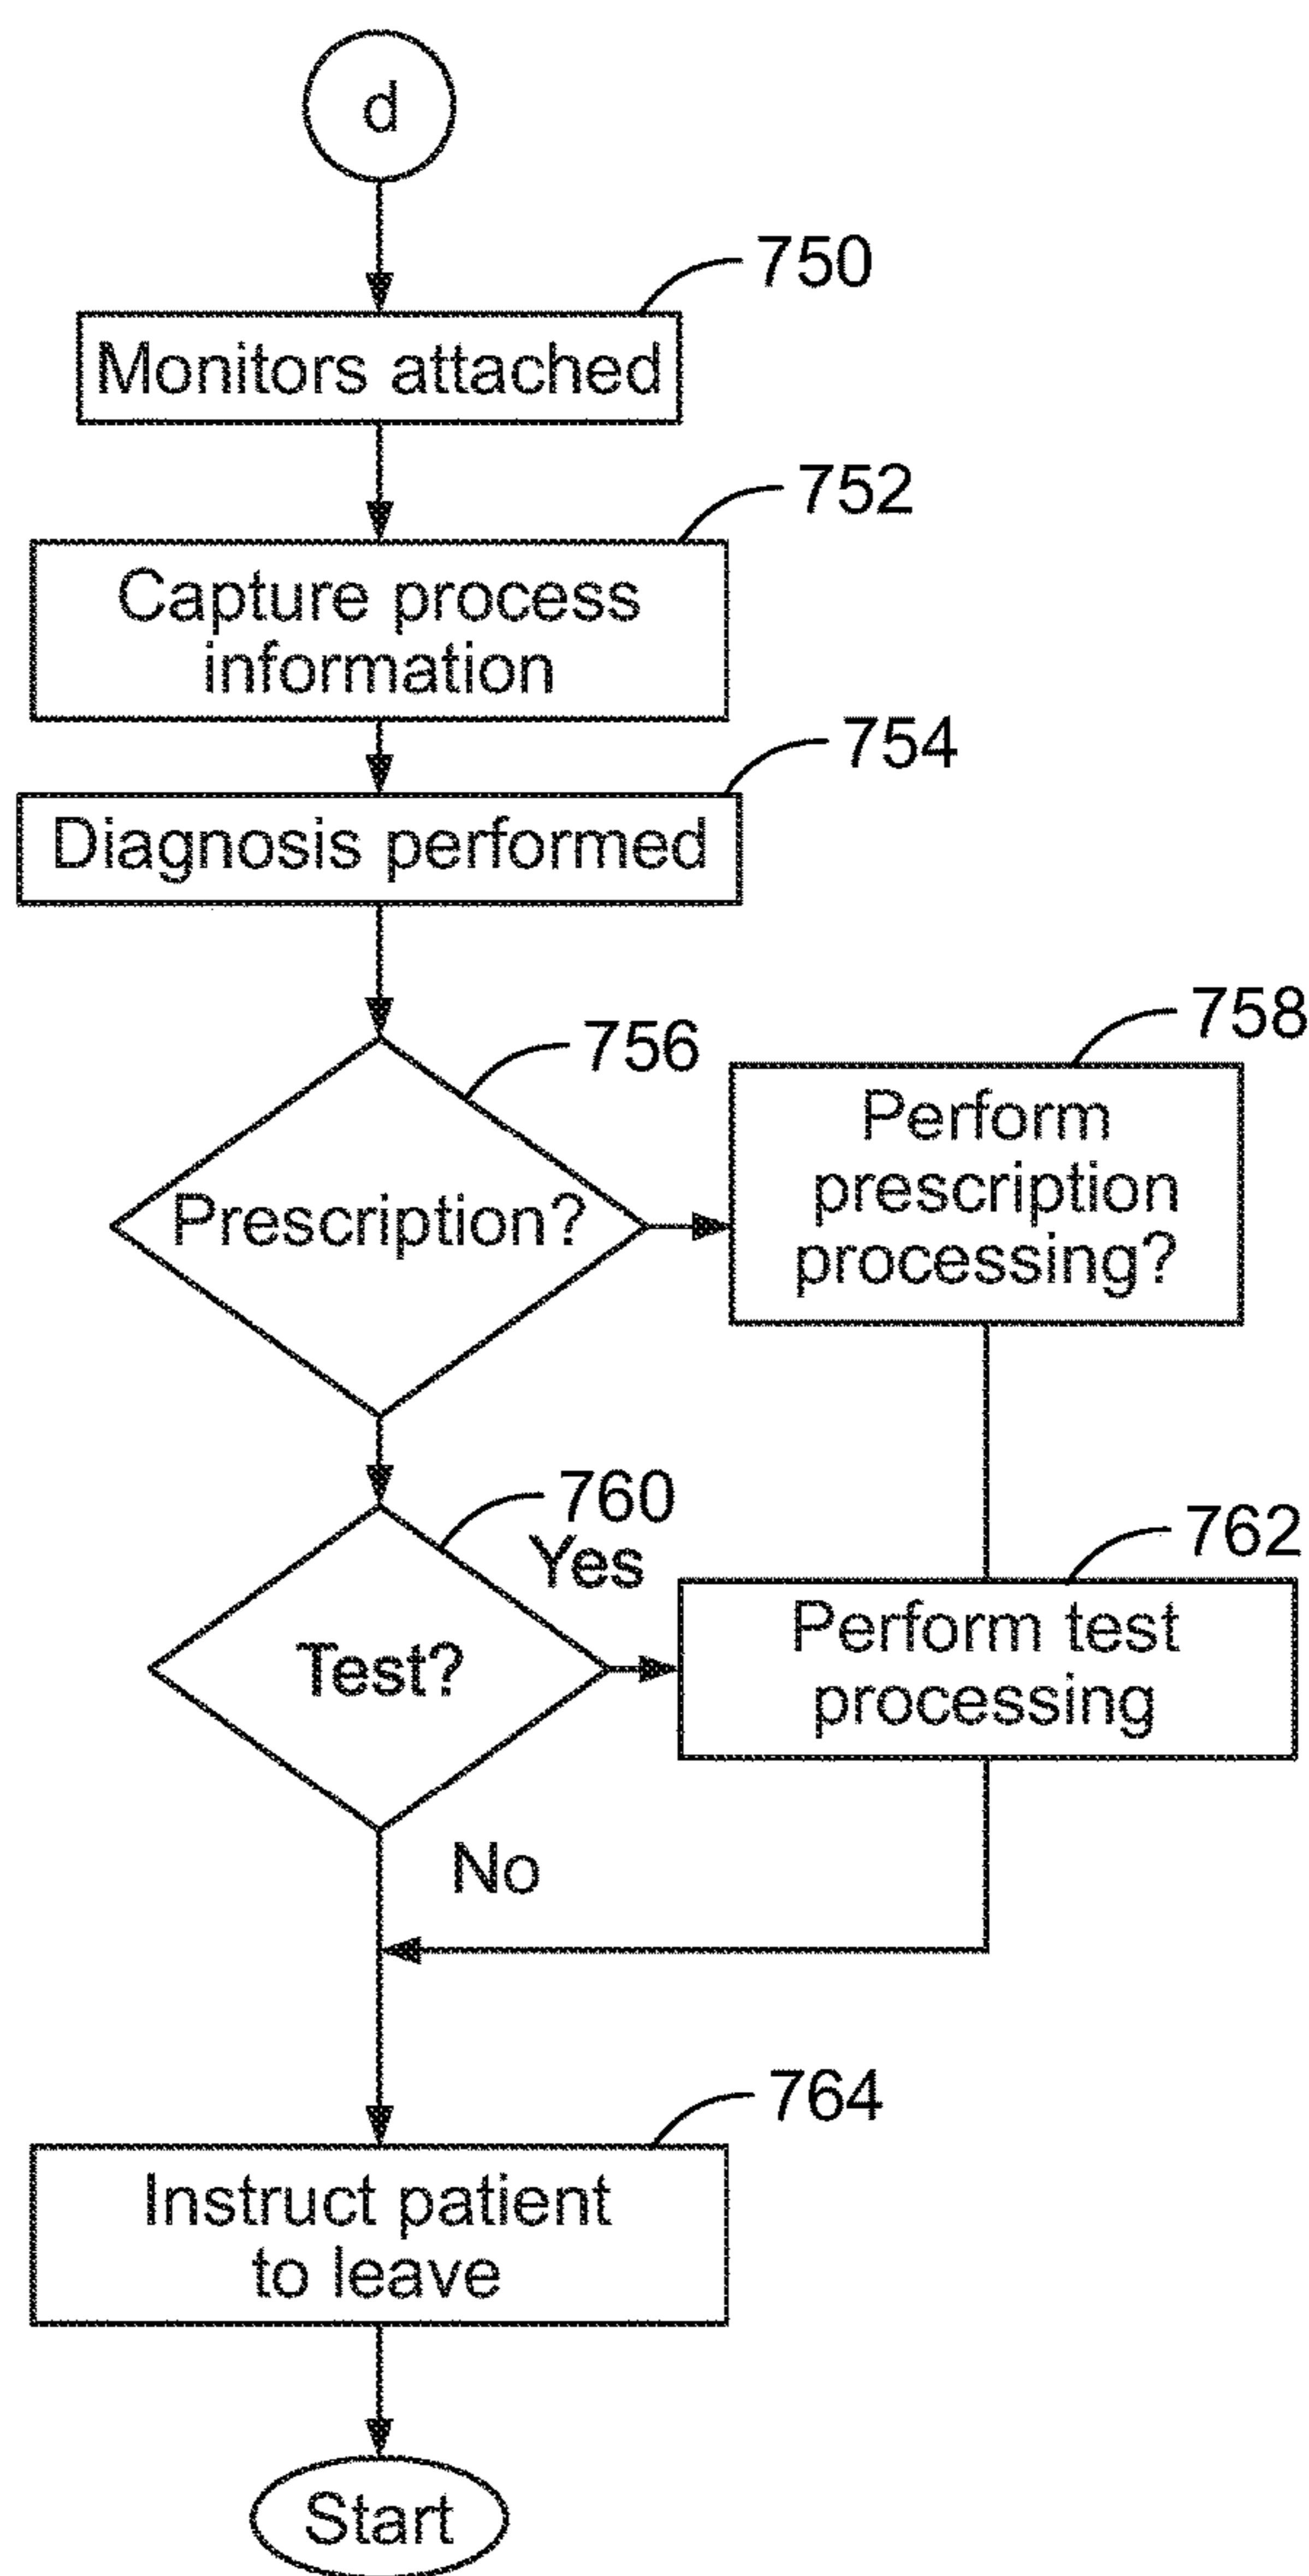 d
750
Monitors attached
752
Capture process
information
754
Diagnosis performed
756
Prescription?
758
Perform
prescription
processing?
760
Yes
Test?
762
Perform test
processing
No
764
Instruct patient
to leave
Start